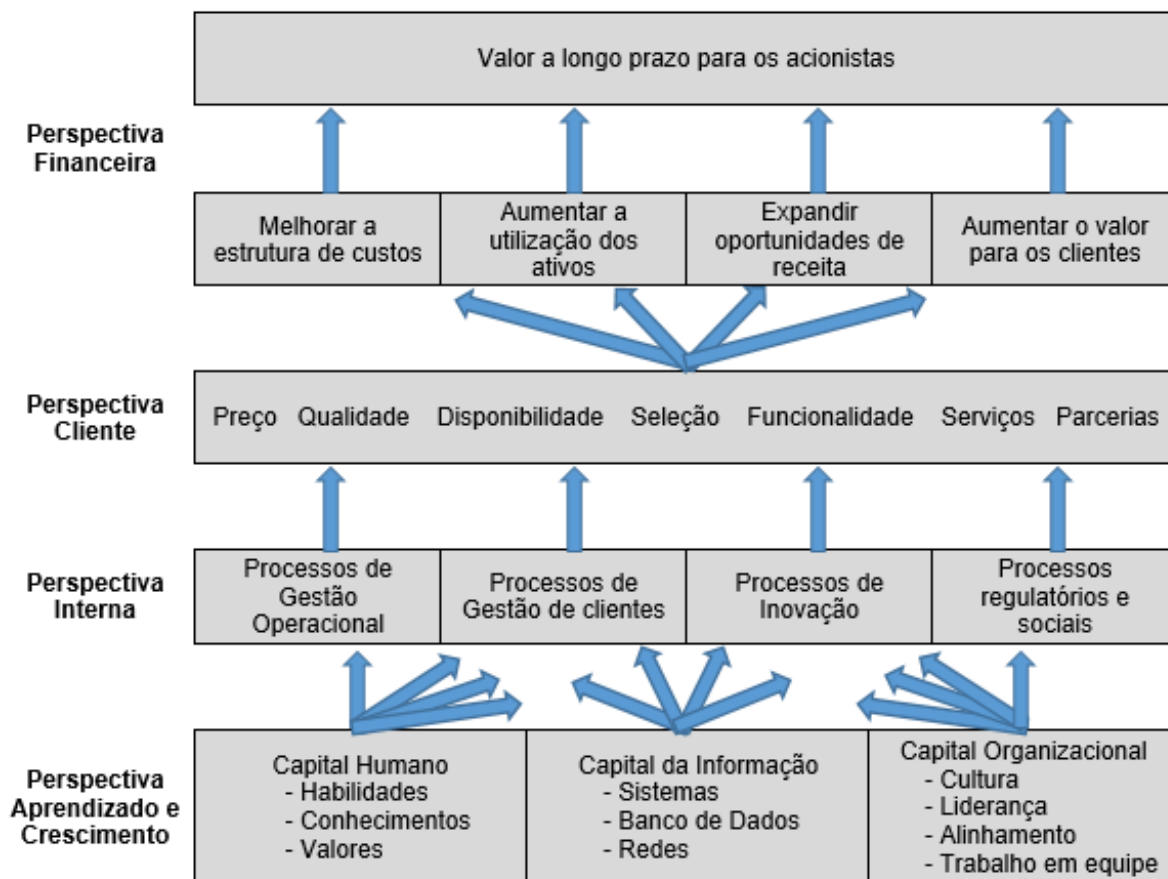 Valor a longo prazo para os acionistas
Perspectiva
Financeira
Melhorar a
estrutura de custos
Aumentar a
utilização dos
ativos
Expandir
oportunidades de
receita
Aumentar o valor
para os clientes
Perspectiva
Cliente
Preço Qualidade Disponibilidade Seleção Funcionalidade Serviços Parcerias
Perspectiva
Interna
Processos de
Gestão
Operacional
Processos de
Gestão de clientes
Processos de
Inovação
Processos
regulatórios e
sociais
Perspectiva
Aprendizado e
Crescimento
Capital Humano
- Habilidades
- Conhecimentos
- Valores
Capital da Informação
- Sistemas
- Banco de Dados
- Redes
Capital Organizacional
- Cultura
- Liderança
- Alinhamento
- Trabalho em equipe